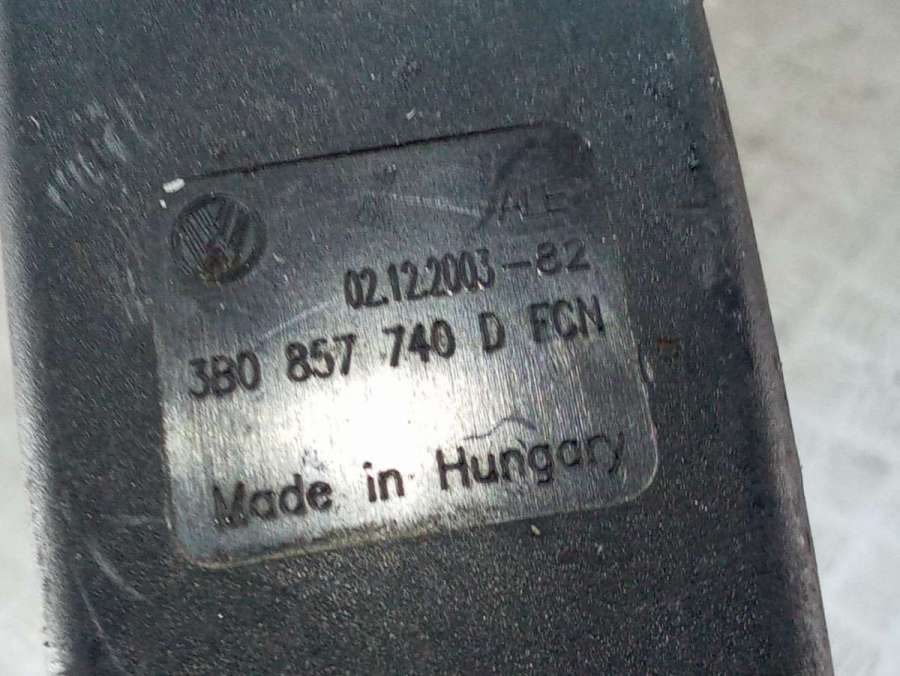 02.12.2003-82
3B0 857 740 D FCN
Made in Hungary